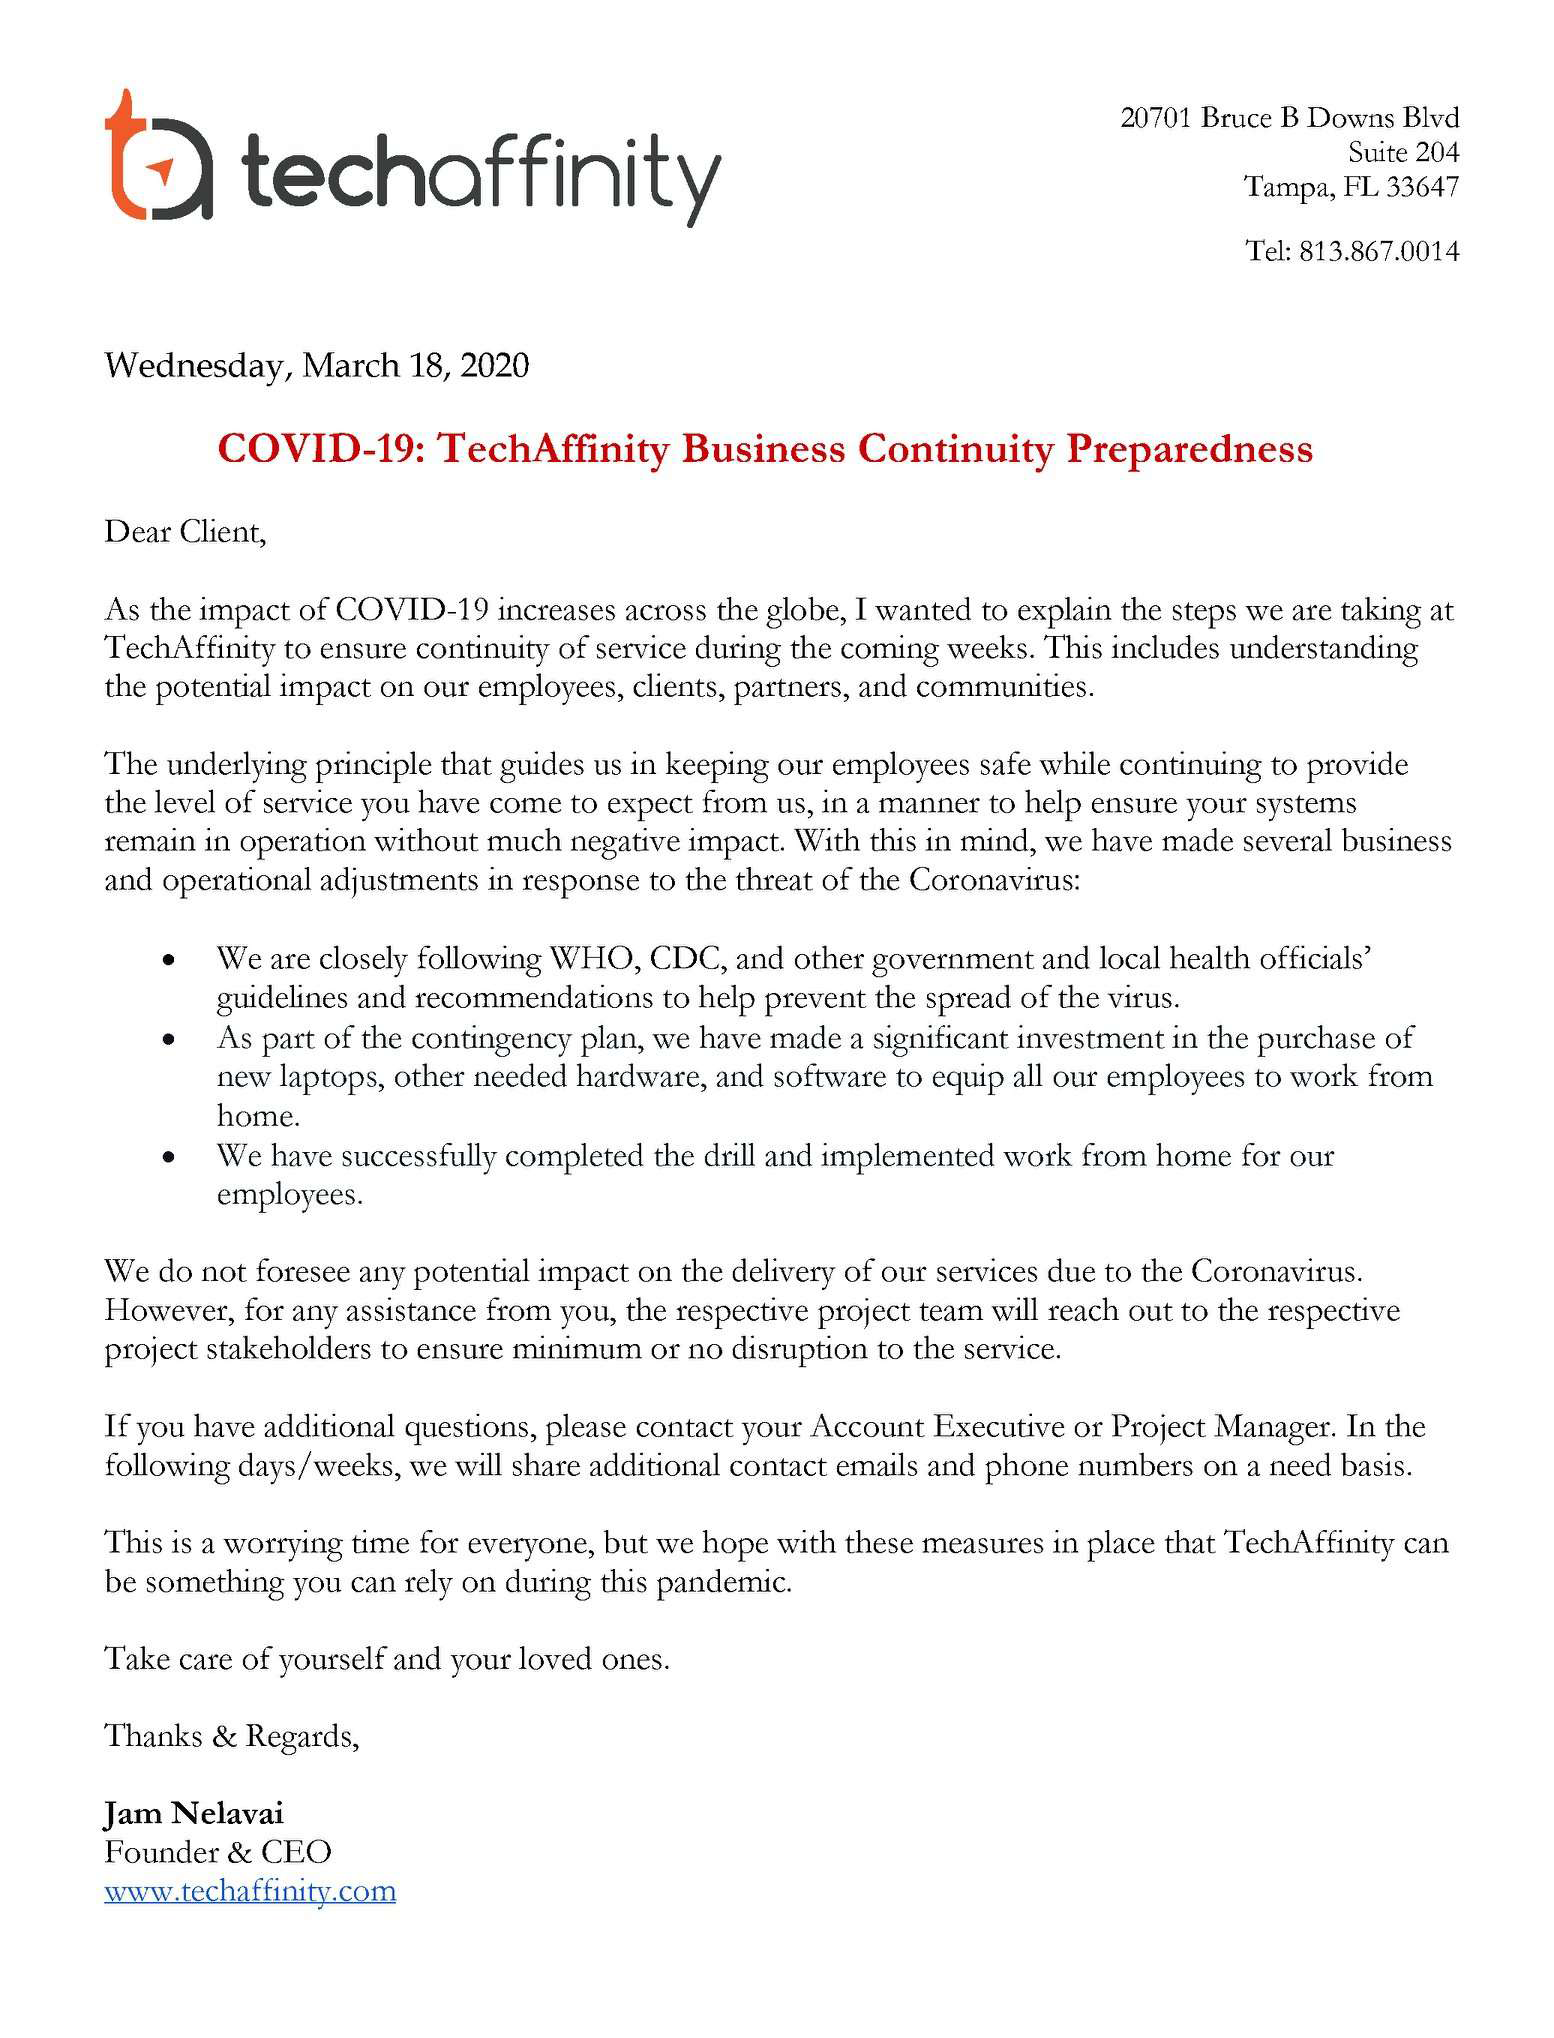 techaffinity
20701 Bruce B Downs Blvd
Suite 204
Tampa, FL 33647
Tel: 813.867.0014
Wednesday, March 18, 2020
COVID-19: TechAffinity Business Continuity Preparedness
Dear Client,
As the impact of COVID-19 increases across the globe, I wanted to explain the steps we are taking at
TechAffinity to ensure continuity of service during the coming weeks. This includes understanding
the potential impact on our employees, clients, partners, and communities.
The underlying principle that guides us in keeping our employees safe while continuing to provide
the level of service you have come to expect from us, in a manner to help ensure your systems
remain in operation without much negative impact. With this in mind, we have made several business
and operational adjustments in response to the threat of the Coronavirus:
• We are closely following WHO, CDC, and other government and local health officials’
guidelines and recommendations to help prevent the spread of the virus.
• As part of the contingency plan, we have made a significant investment in the purchase of
new laptops, other needed hardware, and software to equip all our employees to work from
home.
• We have successfully completed the drill and implemented work from home for our
employees.
We do not foresee any potential impact on the delivery of our services due to the Coronavirus.
However, for any assistance from you, the respective project team will reach out to the respective
project stakeholders to ensure minimum or no disruption to the service.
If you have additional questions, please contact your Account Executive or Project Manager. In the
following days/weeks, we will share additional contact emails and phone numbers on a need basis.
This is a worrying time for everyone, but we hope with these measures in place that TechAffinity can
be something you can rely on during this pandemic.
Take care of yourself and your loved ones.
Thanks & Regards,
Jam Nelavai
Founder & CEO
www.techaffinity.com